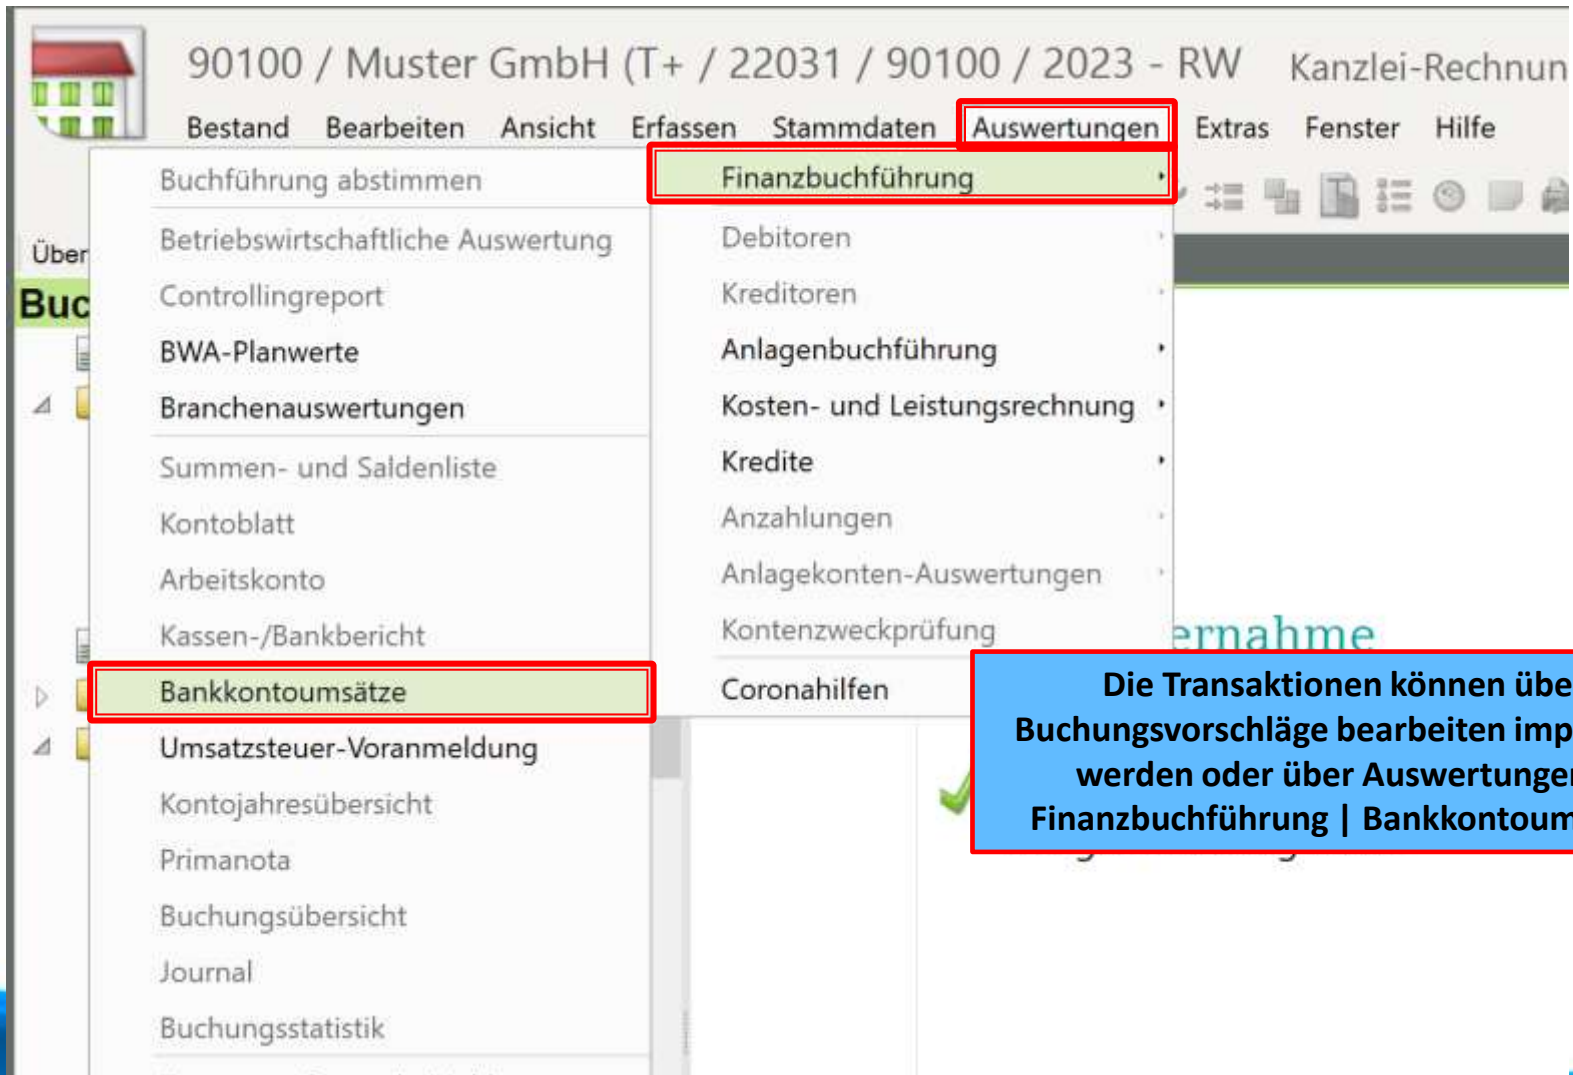 90100 / Muster GmbH (T+ / 22031 / 90100 / 2023 - RW Kanzlei-Rechnun
Bestand Bearbeiten Ansicht Erfassen Stammdaten Auswertungen Extras Fenster Hilfe
Über
Buc
Finanzbuchführung
Debitoren
Kreditoren
Anlagenbuchführung
Kosten- und Leistungsrechnung
Kredite
Anzahlungen
Anlagekonten-Auswertungen
Kontenzweckprüfung
Coronahilfen
Buchführung abstimmen
Betriebswirtschaftliche Auswertung
Controllingreport
BWA-Planwerte
Branchenauswertungen
Summen- und Saldenliste
Kontoblatt
Arbeitskonto
Kassen-/Bankbericht
Bankkontoumsätze
Umsatzsteuer-Voranmeldung
Kontojahresübersicht
Primanota
Buchungsübersicht
Journal
Buchungsstatistik
ernahme
Die Transaktionen können übe
Buchungsvorschläge bearbeiten imp
werden oder über Auswertunge
Finanzbuchführung | Bankkontoum